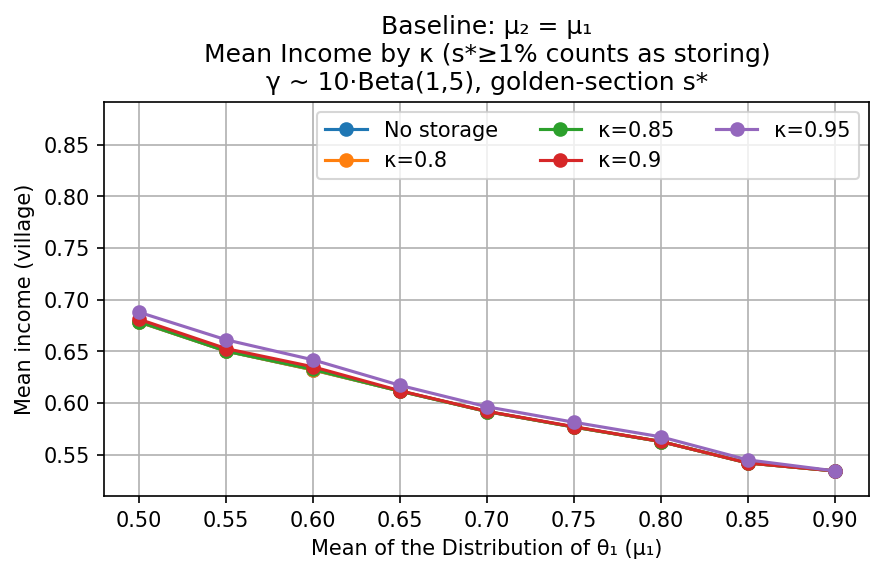 Baseline: μ₂ = μ₁
Mean Income by κ (s*≥1% counts as storing)
γ ~ 10·Beta(1,5), golden-section s*
No storage
κ=0.8
κ=0.85
κ=0.9
κ=0.95
Mean income (village)
0.85
0.80
0.75
0.70
0.65
0.60
0.55
0.50 0.55 0.60 0.65 0.70 0.75 0.80 0.85 0.90
Mean of the Distribution of θ₁ (μ₁)